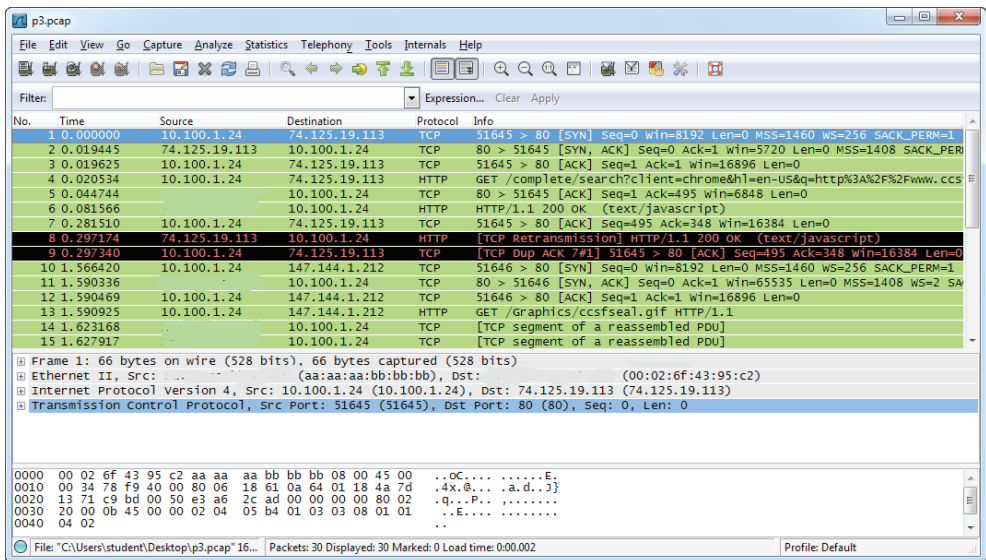 p3.pcap
File Edit View Go Capture Analyze Statistics Telephony Tools Internals Help
Filter: Expression... Clear Apply
No. Time Source Destination Protocol Info
1 0.000000 10.100.1.24 74.125.19.113 TCP 51645 > 80 [SYN] Seq=0 Win=8192 Len=0 MSS=1460 WS=256 SACK_PERM=1
2 0.019445 74.125.19.113 10.100.1.24 TCP 80 > 51645 [SYN, ACK] Seq=0 Ack=1 Win=5720 Len=0 MSS=1408 SACK_PERM
3 0.019625 10.100.1.24 74.125.19.113 TCP 51645 > 80 [ACK] Seq=1 Ack=1 Win=16896 Len=0
4 0.020534 10.100.1.24 74.125.19.113 HTTP GET /complete/search?client=chrome&hl=en-US&q=http%3A%2F%2Fwww.ccs
5 0.044744 10.100.1.24 TCP 80 > 51645 [ACK] Seq=1 Ack=495 Win=6848 Len=0
6 0.081566 10.100.1.24 HTTP HTTP/1.1 200 OK (text/javascript)
7 0.281510 10.100.1.24 74.125.19.113 TCP 51645 > 80 [ACK] Seq=495 Ack=348 Win=16384 Len=0
8 0.297174 74.125.19.113 10.100.1.24 HTTP [TCP Retransmission] HTTP/1.1 200 OK (text/javascript)
9 0.297340 10.100.1.24 74.125.19.113 TCP [TCP Dup ACK 7#1] 51645 > 80 [ACK] Seq=495 Ack=348 Win=16384 Len=0
10 1.566420 10.100.1.24 147.144.1.212 TCP 51646 > 80 [SYN] Seq=0 Win=8192 Len=0 MSS=1460 WS=256 SACK_PERM=1
11 1.590336 10.100.1.24 TCP 80 > 51646 [SYN, ACK] Seq=0 Ack=1 Win=65535 Len=0 MSS=1408 WS=2 SA
12 1.590469 10.100.1.24 147.144.1.212 TCP 51646 > 80 [ACK] Seq=1 Ack=1 Win=16896 Len=0
13 1.590925 10.100.1.24 147.144.1.212 HTTP GET /Graphics/ccsfseal.gif HTTP/1.1
14 1.623168 10.100.1.24 TCP [TCP segment of a reassembled PDU]
15 1.627917 10.100.1.24 TCP [TCP segment of a reassembled PDU]
Frame 1: 66 bytes on wire (528 bits), 66 bytes captured (528 bits)
Ethernet II, Src: (aa:aa:aa:bb:bb:bb), Dst: (00:02:6f:43:95:c2)
Internet Protocol Version 4, Src: 10.100.1.24 (10.100.1.24), Dst: 74.125.19.113 (74.125.19.113)
Transmission Control Protocol, Src Port: 51645 (51645), Dst Port: 80 (80), Seq: 0, Len: 0
0000 00 02 6f 43 95 c2 aa aa aa bb bb bb 08 00 45 00 ..oC.... ......E.
0010 00 34 78 f9 40 00 80 06 18 61 0a 64 01 18 4a 7d .4x.@... .a.d..J}
0020 13 71 c9 bd 00 50 e3 a6 2c ad 00 00 00 00 80 02 .q...P.. ,.......
0030 20 00 0b 45 00 00 02 04 05 b4 01 03 03 08 01 01 ..E.... ........
0040 04 02 ..
File: "C:\Users\student\Desktop\p3.pcap" 16... Packets: 30 Displayed: 30 Marked: 0 Load time: 0:00.002 Profile: Default